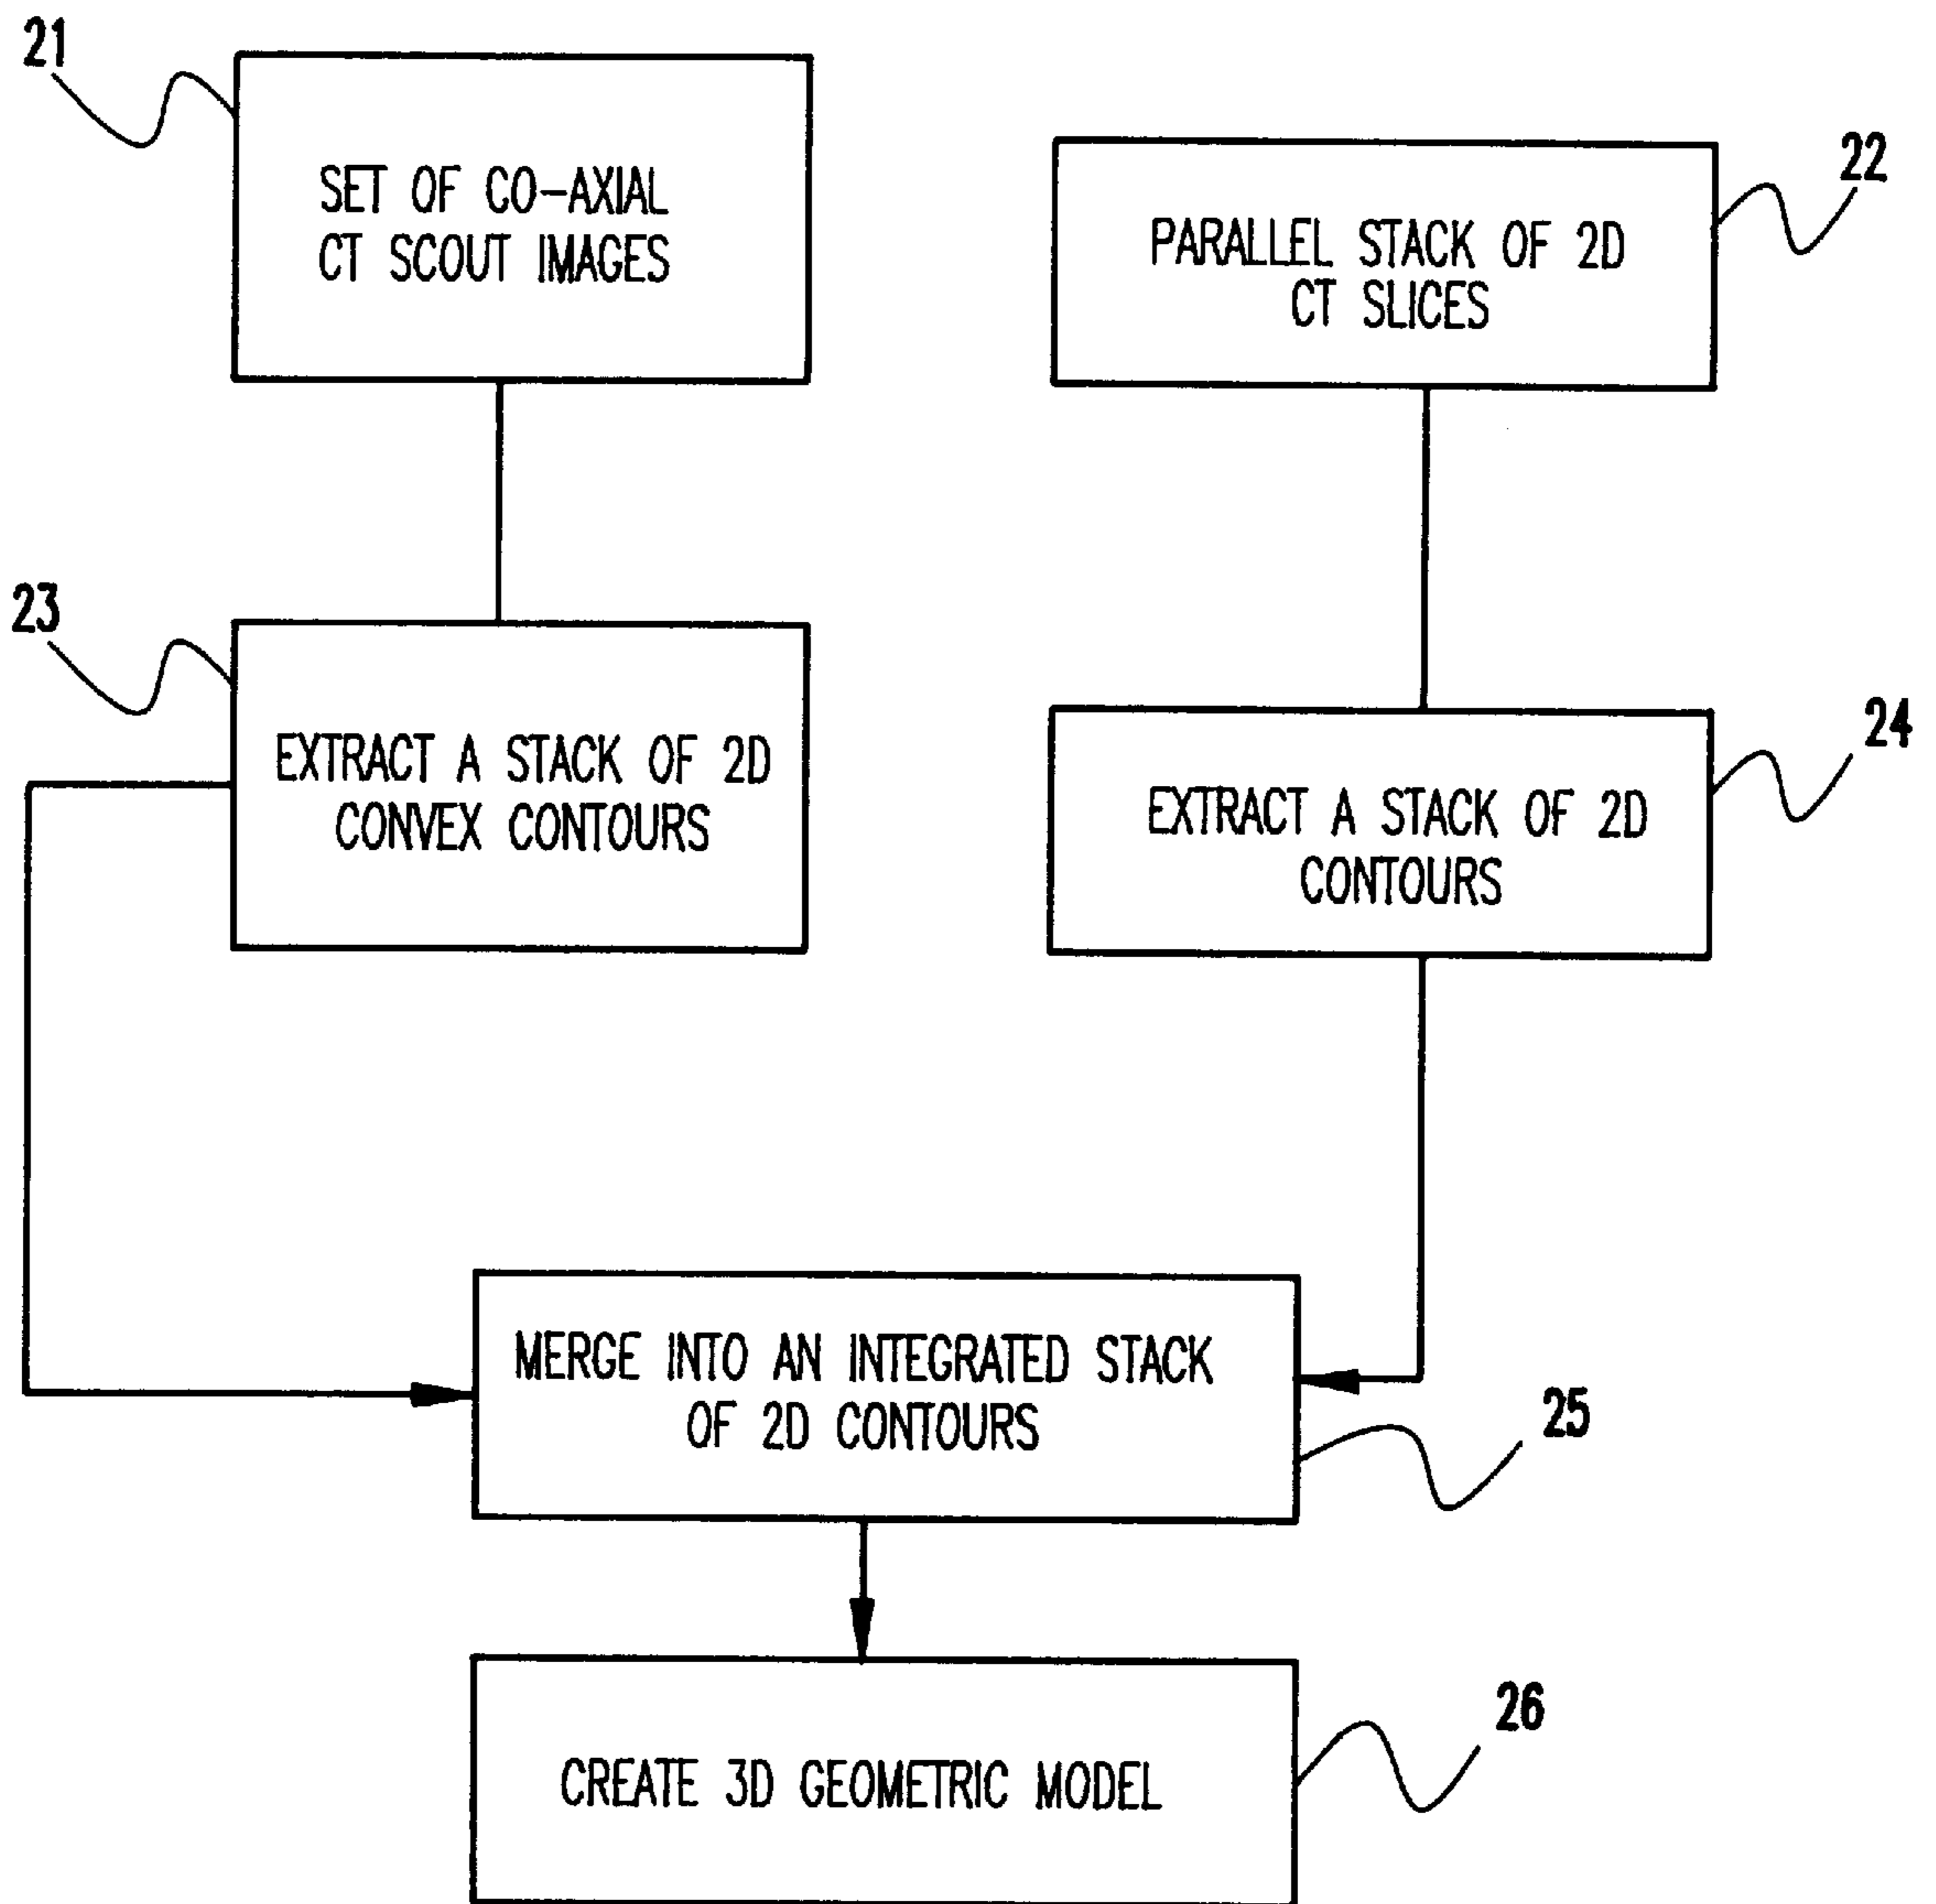 21
SET OF CO-AXIAL
CT SCOUT IMAGES
22
PARALLEL STACK OF 2D
CT SLICES
23
EXTRACT A STACK OF 2D
CONVEX CONTOURS
24
EXTRACT A STACK OF 2D
CONTOURS
MERGE INTO AN INTEGRATED STACK
OF 2D CONTOURS
25
CREATE 3D GEOMETRIC MODEL
26